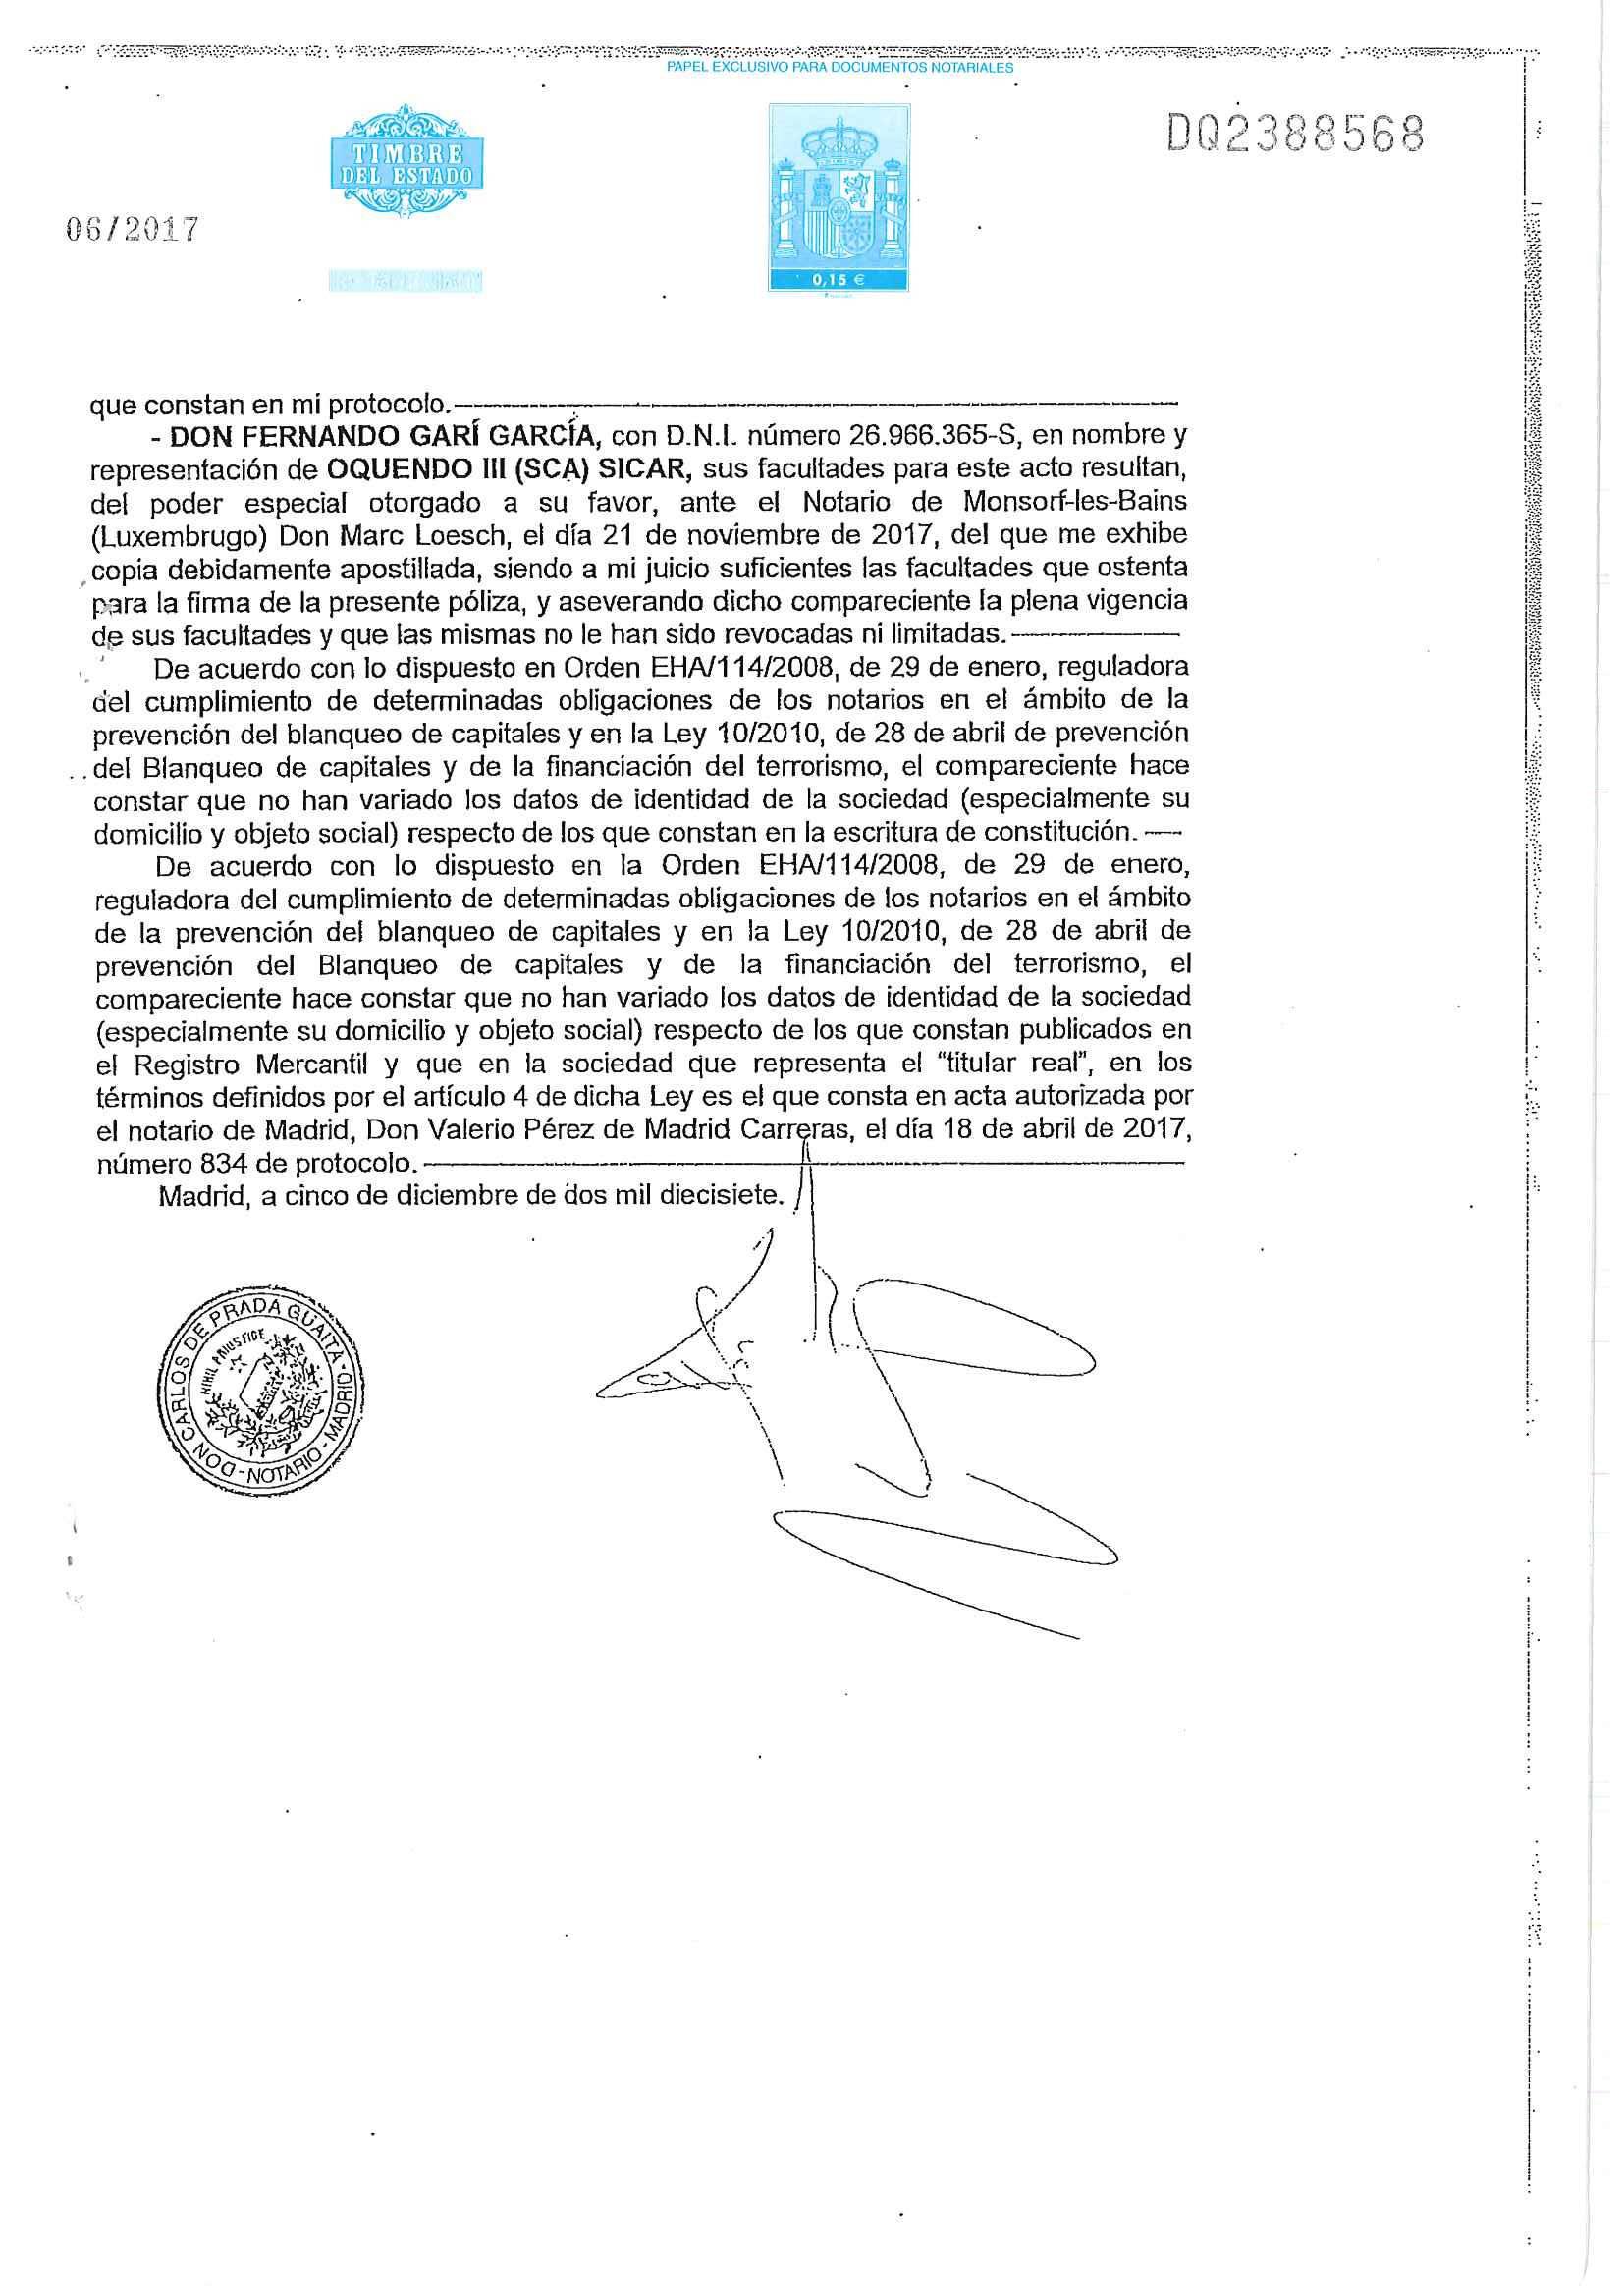 PAPEL EXCLUSIVO PARA DOCUMENTOS NOTARIALES
TIMBRE
DEL ESTADO
DQ2388568
06/2017
0,15 €
que constan en mi protocolo.
- DON FERNANDO GARÍ GARCÍA, con D.N.I. número 26.966.365-S, en nombre y
representación de OQUENDO III (SCA) SICAR, sus facultades para este acto resultan,
del poder especial otorgado a su favor, ante el Notario de Monsorf-les-Bains
(Luxembrugo) Don Marc Loesch, el día 21 de noviembre de 2017, del que me exhibe
copia debidamente apostillada, siendo a mi juicio suficientes las facultades que ostenta
para la firma de la presente póliza, y aseverando dicho compareciente la plena vigencia
de sus facultades y que las mismas no le han sido revocadas ni limitadas.
De acuerdo con lo dispuesto en Orden EHA/114/2008, de 29 de enero, reguladora
del cumplimiento de determinadas obligaciones de los notarios en el ámbito de la
prevención del blanqueo de capitales y en la Ley 10/2010, de 28 de abril de prevención
del Blanqueo de capitales y de la financiación del terrorismo, el compareciente hace
constar que no han variado los datos de identidad de la sociedad (especialmente su
domicilio y objeto social) respecto de los que constan en la escritura de constitución.
De acuerdo con lo dispuesto en la Orden EHA/114/2008, de 29 de enero,
reguladora del cumplimiento de determinadas obligaciones de los notarios en el ámbito
de la prevención del blanqueo de capitales y en la Ley 10/2010, de 28 de abril de
prevención del Blanqueo de capitales y de la financiación del terrorismo, el
compareciente hace constar que no han variado los datos de identidad de la sociedad
(especialmente su domicilio y objeto social) respecto de los que constan publicados en
el Registro Mercantil y que en la sociedad que representa el “titular real”, en los
términos definidos por el artículo 4 de dicha Ley es el que consta en acta autorizada por
el notario de Madrid, Don Valerio Pérez de Madrid Carreras, el día 18 de abril de 2017,
número 834 de protocolo.
Madrid, a cinco de diciembre de dos mil diecisiete.
DON CARLOS DE PRADA GUAITA - MADRID - NOTARIO -
NIHIL PRIUS FIDE